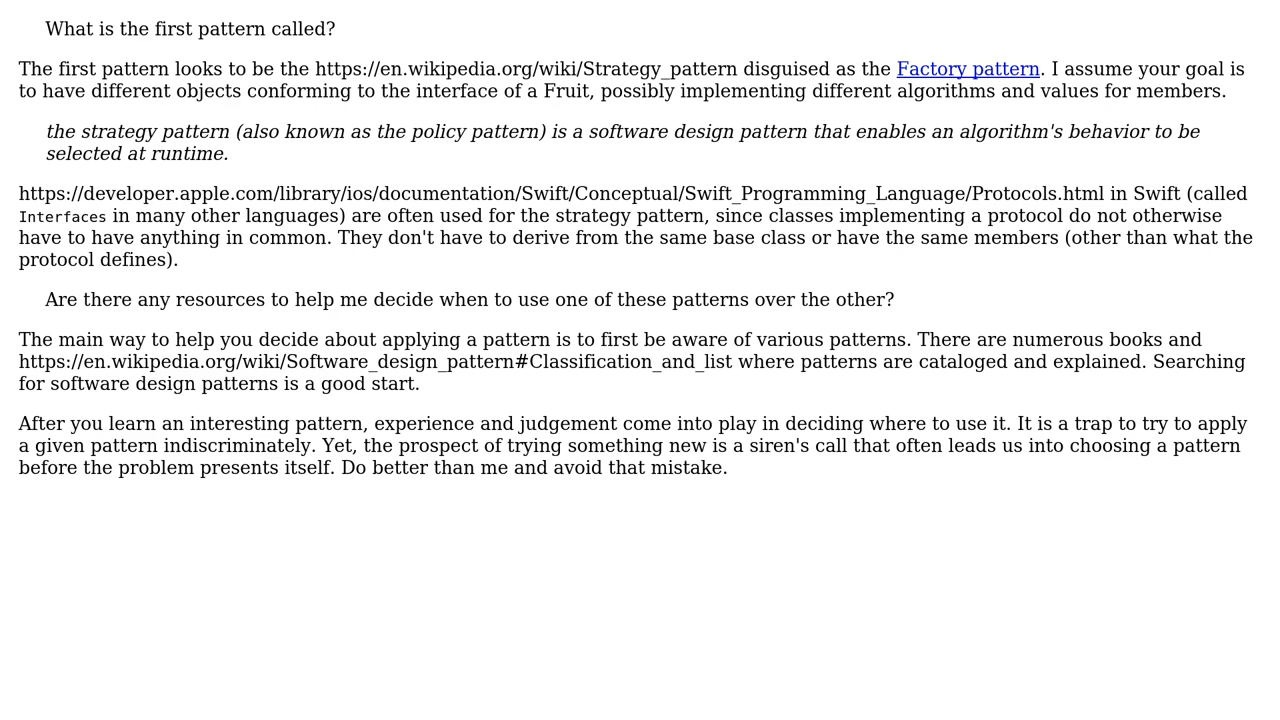 What is the first pattern called?
The first pattern looks to be the https://en.wikipedia.org/wiki/Strategy_pattern disguised as the Factory pattern. I assume your goal is
to have different objects conforming to the interface of a Fruit, possibly implementing different algorithms and values for members.
the strategy pattern (also known as the policy pattern) is a software design pattern that enables an algorithm's behavior to be
selected at runtime.
https://developer.apple.com/library/ios/documentation/Swift/Conceptual/Swift_Programming_Language/Protocols.html in Swift (called
Interfaces in many other languages) are often used for the strategy pattern, since classes implementing a protocol do not otherwise
have to have anything in common. They don't have to derive from the same base class or have the same members (other than what the
protocol defines).
Are there any resources to help me decide when to use one of these patterns over the other?
The main way to help you decide about applying a pattern is to first be aware of various patterns. There are numerous books and
https://en.wikipedia.org/wiki/Software_design_pattern#Classification_and_list where patterns are cataloged and explained. Searching
for software design patterns is a good start.
After you learn an interesting pattern, experience and judgement come into play in deciding where to use it. It is a trap to try to apply
a given pattern indiscriminately. Yet, the prospect of trying something new is a siren's call that often leads us into choosing a pattern
before the problem presents itself. Do better than me and avoid that mistake.